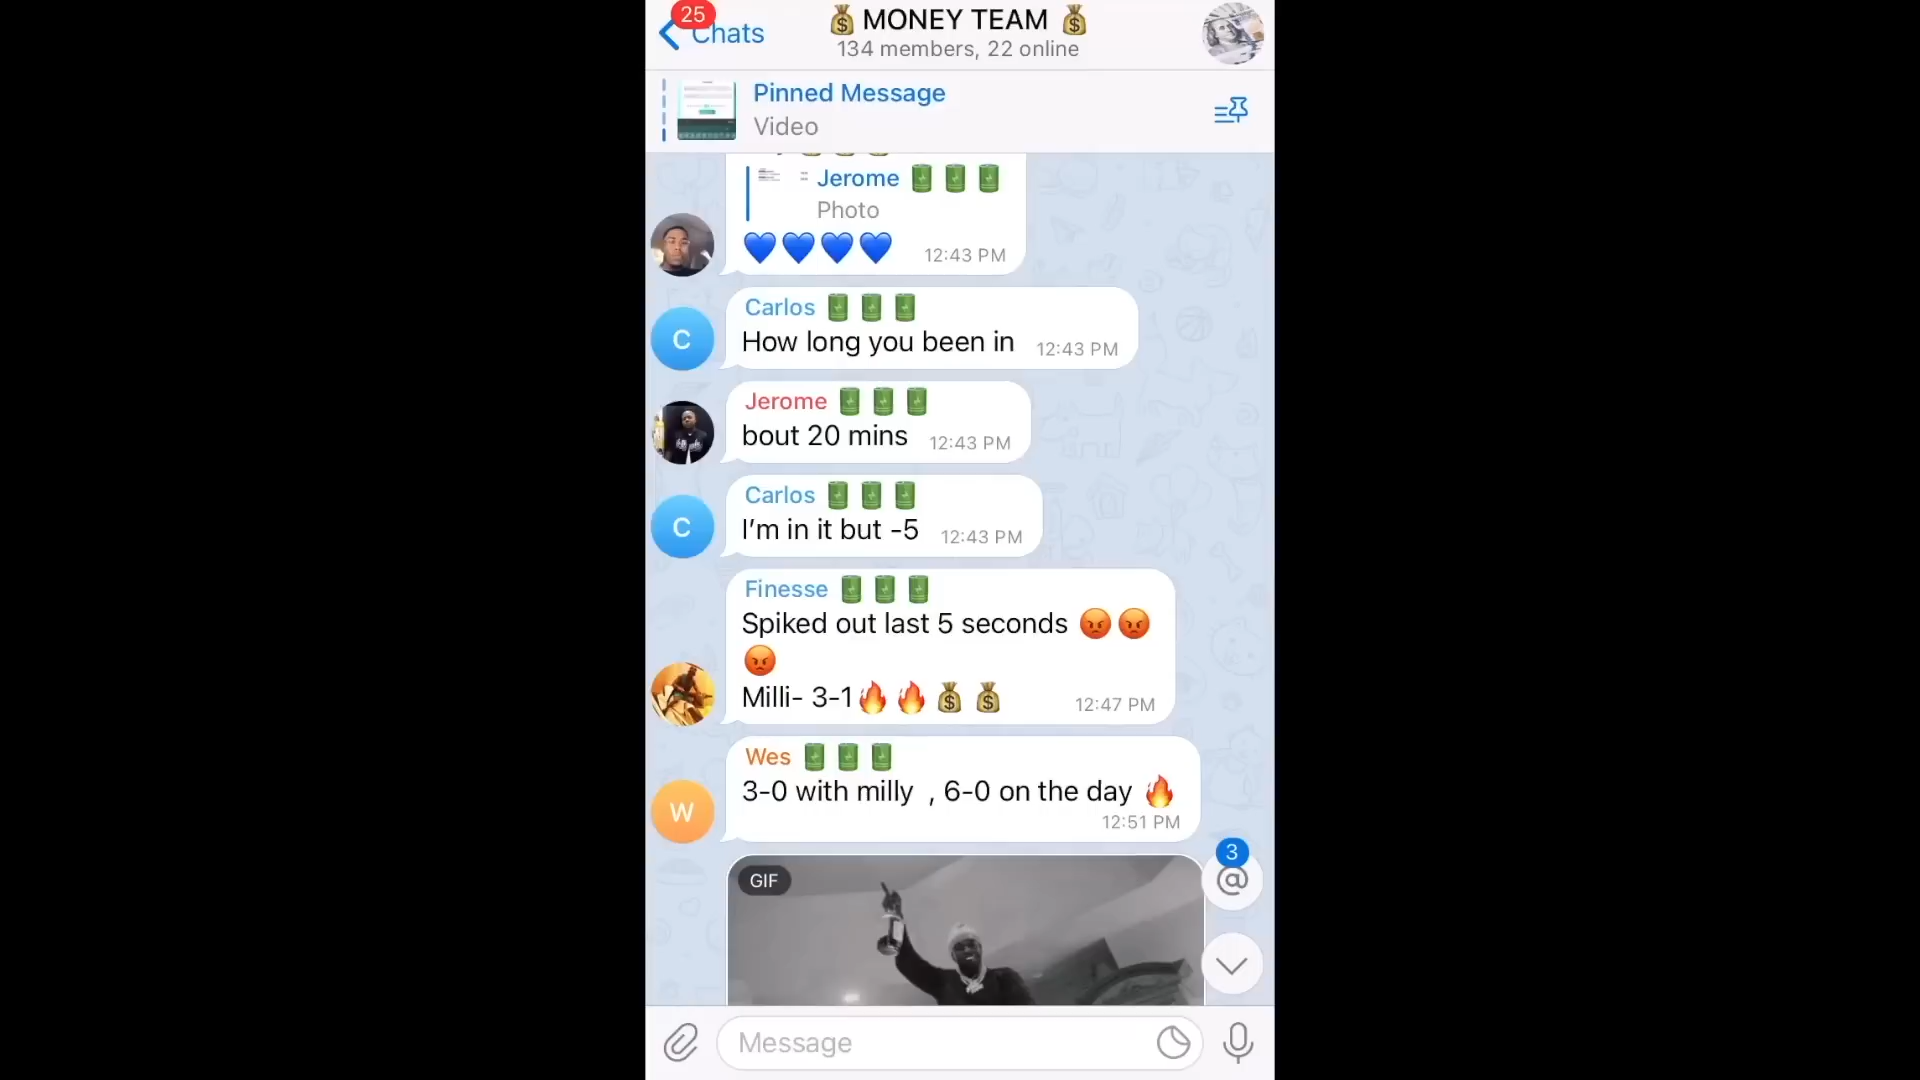 25
Chats
💰MONEY TEAM💰
134 members, 22 online
Pinned Message
Video
Jerome
Photo
💙💙💙💙 12:43 PM
Carlos
How long you been in 12:43 PM
C
Jerome
bout 20 mins 12:43 PM
Carlos
I'm in it but -5 12:43 PM
C
Finesse
Spiked out last 5 seconds 😡😡
😡
Milli- 3-1🔥🔥💰💰 12:47 PM
Wes
3-0 with milly , 6-0 on the day 🔥
12:51 PM
W
3
@
GIF
Message